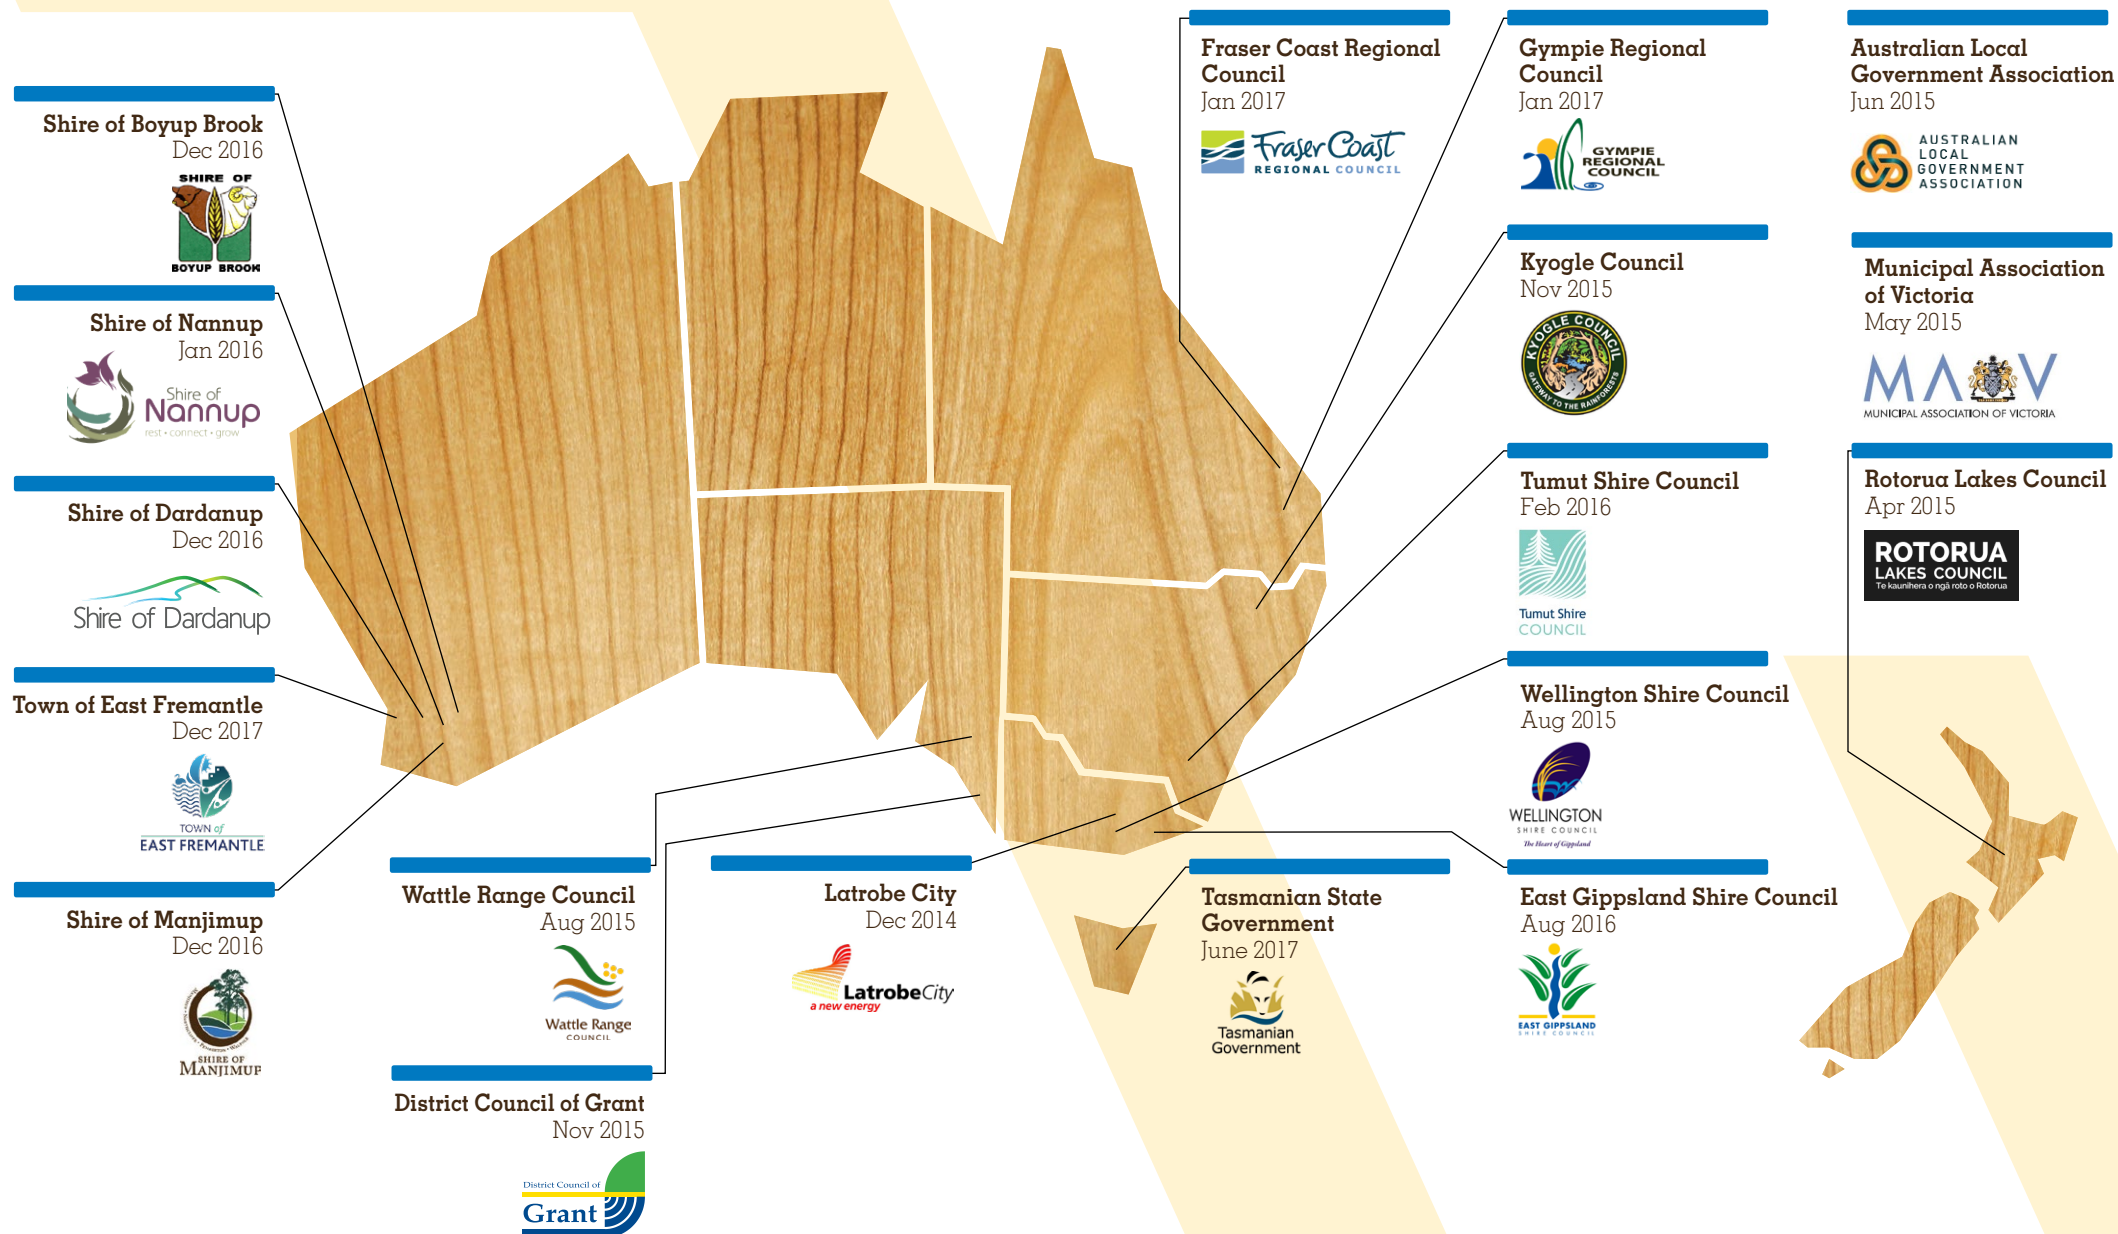 Shire of Boyup Brook
Dec 2016
SHIRE OF
BOYUP BROOK
Shire of Nannup
Jan 2016
Shire of
Nannup
rest • connect • grow
Shire of Dardanup
Dec 2016
Shire of Dardanup
Town of East Fremantle
Dec 2017
TOWN of
EAST FREMANTLE
Shire of Manjimup
Dec 2016
SHIRE OF
MANJIMUP
Wattle Range Council
Aug 2015
Wattle Range
COUNCIL
District Council of Grant
Nov 2015
District Council of
Grant
Latrobe City
Dec 2014
LatrobeCity
a new energy
Tasmanian State
Government
June 2017
Tasmanian
Government
Fraser Coast Regional
Council
Jan 2017
Fraser Coast
REGIONAL COUNCIL
Gympie Regional
Council
Jan 2017
GYMPIE
REGIONAL
COUNCIL
Kyogle Council
Nov 2015
KYOGLE COUNCIL
GATEWAY TO THE RAINFORESTS
Tumut Shire Council
Feb 2016
Tumut Shire
COUNCIL
Wellington Shire Council
Aug 2015
WELLINGTON
SHIRE COUNCIL
The Heart of Gippsland
East Gippsland Shire Council
Aug 2016
EAST GIPPSLAND
SHIRE COUNCIL
Australian Local
Government Association
Jun 2015
AUSTRALIAN
LOCAL
GOVERNMENT
ASSOCIATION
Municipal Association
of Victoria
May 2015
MAV
MUNICIPAL ASSOCIATION OF VICTORIA
Rotorua Lakes Council
Apr 2015
ROTORUA
LAKES COUNCIL
Te kaunihera o ngā roto o Rotorua